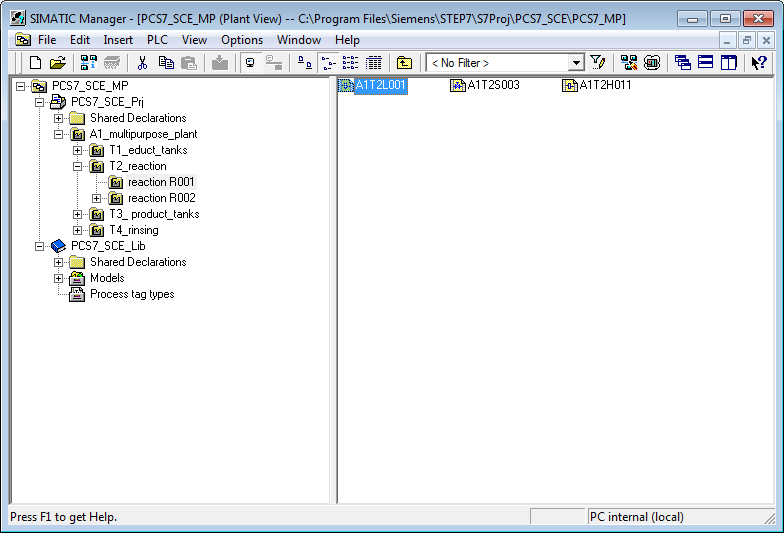 SIMATIC Manager - [PCS7_SCE_MP (Plant View) -- C:\Program Files\Siemens\STEP7\S7Proj\PCS7_SCE\PCS7_MP]
File Edit Insert PLC View Options Window Help
< No Filter >
PCS7_SCE_MP
PCS7_SCE_Prj
Shared Declarations
A1_multipurpose_plant
T1_educt_tanks
T2_reaction
reaction R001
reaction R002
T3_ product_tanks
T4_rinsing
PCS7_SCE_Lib
Shared Declarations
Models
Process tag types
A1T2L001 A1T2S003 A1T2H011
Press F1 to get Help. PC internal (local)